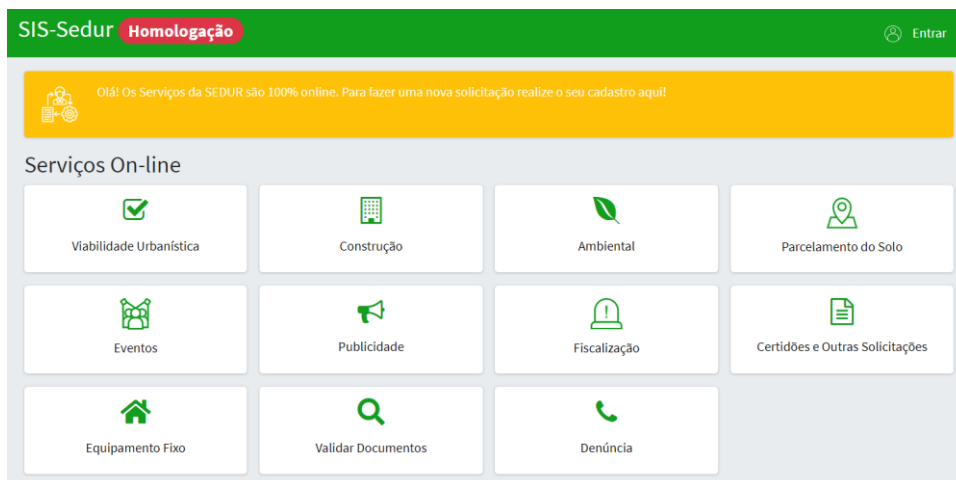 SIS-Sedur Homologação
Entrar
Olá! Os Serviços da SEDUR são 100% online. Para fazer uma nova solicitação realize o seu cadastro aqui!
Serviços On-line
Viabilidade Urbanística
Construção
Ambiental
Parcelamento do Solo
Eventos
Publicidade
Fiscalização
Certidões e Outras Solicitações
Equipamento Fixo
Validar Documentos
Denúncia